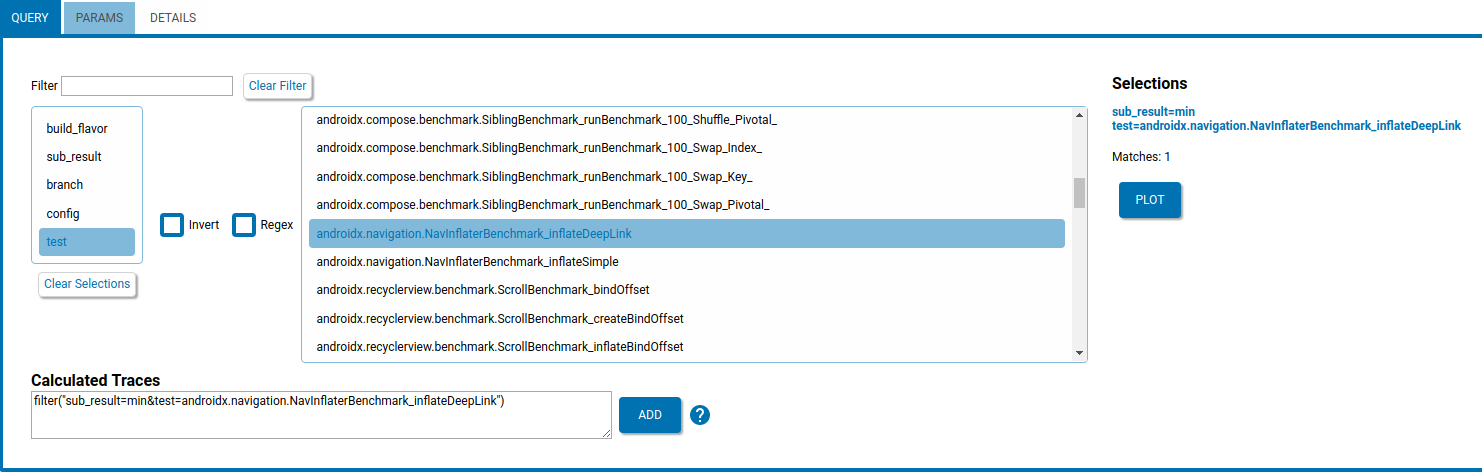 QUERY PARAMS DETAILS
Filter Clear Filter
build_flavor
sub_result
branch
config
test
Clear Selections
Invert Regex
androidx.compose.benchmark.SiblingBenchmark_runBenchmark_100_Shuffle_Pivotal_
androidx.compose.benchmark.SiblingBenchmark_runBenchmark_100_Swap_Index_
androidx.compose.benchmark.SiblingBenchmark_runBenchmark_100_Swap_Key_
androidx.compose.benchmark.SiblingBenchmark_runBenchmark_100_Swap_Pivotal_
androidx.navigation.NavInflaterBenchmark_inflateDeepLink
androidx.navigation.NavInflaterBenchmark_inflateSimple
androidx.recyclerview.benchmark.ScrollBenchmark_bindOffset
androidx.recyclerview.benchmark.ScrollBenchmark_createBindOffset
androidx.recyclerview.benchmark.ScrollBenchmark_inflateBindOffset
Selections
sub_result=min
test=androidx.navigation.NavInflaterBenchmark_inflateDeepLink
Matches: 1
PLOT
Calculated Traces
filter("sub_result=min&test=androidx.navigation.NavInflaterBenchmark_inflateDeepLink")
ADD ?